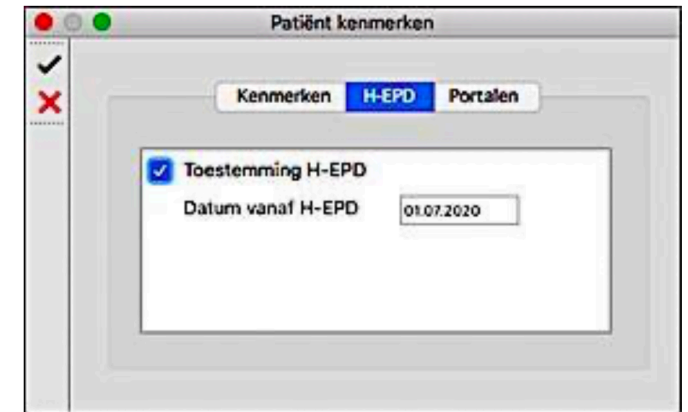 Patiënt kenmerken
Kenmerken H-EPD Portalen
Toestemming H-EPD
Datum vanaf H-EPD 01.07.2020